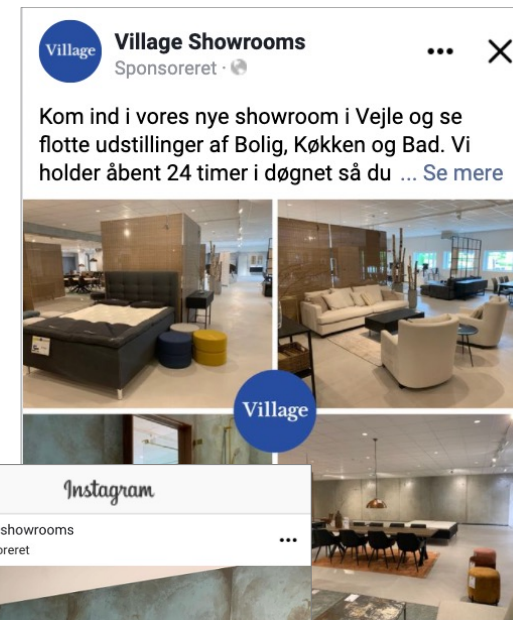 Village
Village Showrooms
Sponsoreret
Kom ind i vores nye showroom i Vejle og se
flotte udstillinger af Bolig, Køkken og Bad. Vi
holder åbent 24 timer i døgnet så du ... Se mere
Village
Instagram
showrooms
oreret